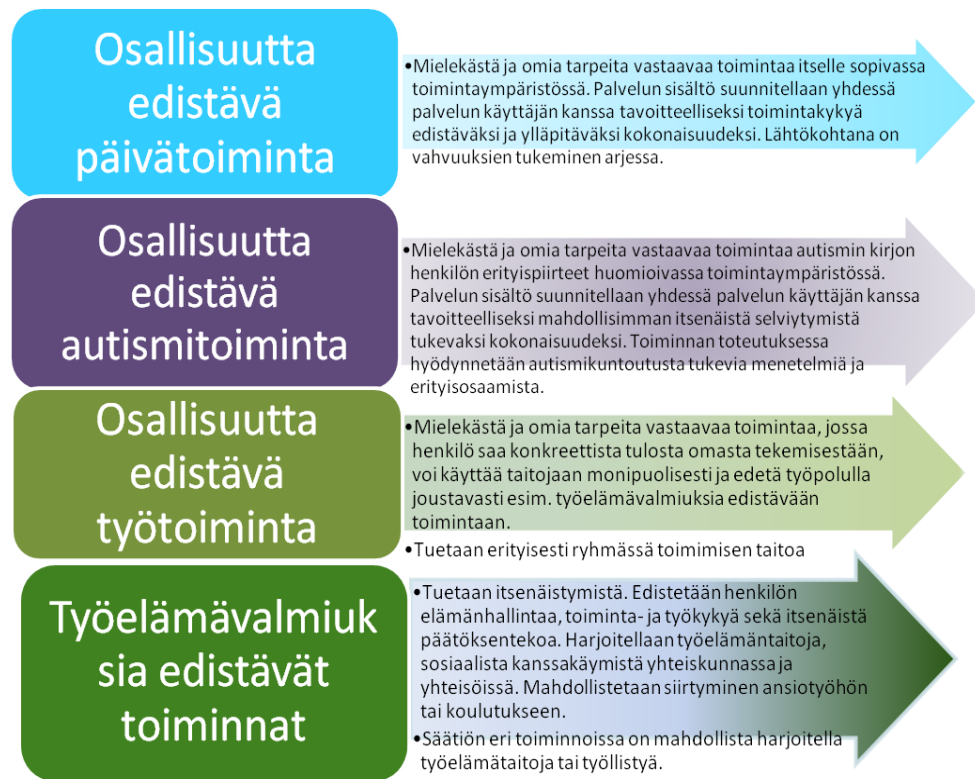 Osallisuutta
edistävä
päivätoiminta
•Mielekästä ja omia tarpeita vastaavaa toimintaa itselle sopivassa
toimintaympäristössä. Palvelun sisältö suunnitellaan yhdessä
palvelun käyttäjän kanssa tavoitteelliseksi toimintakykyä
edistäväksi ja ylläpitäväksi kokonaisuudeksi. Lähtökohtana on
vahvuuksien tukeminen arjessa.
Osallisuutta
edistävä
autismitoiminta
•Mielekästä ja omia tarpeita vastaavaa toimintaa autismin kirjon
henkilön erityispiirteet huomioivassa toimintaympäristössä.
Palvelun sisältö suunnitellaan yhdessä palvelun käyttäjän kanssa
tavoitteelliseksi mahdollisimman itsenäistä selviytymistä
tukevaksi kokonaisuudeksi. Toiminnan toteutuksessa
hyödynnetään autismikuntoutusta tukevia menetelmiä ja
erityisosaamista.
Osallisuutta
edistävä
työtoiminta
•Mielekästä ja omia tarpeita vastaavaa toimintaa, jossa
henkilö saa konkreettista tulosta omasta tekemisestään,
voi käyttää taitojaan monipuolisesti ja edetä työpolulla
joustavasti esim. työelämävalmiuksia edistävään
toimintaan.
•Tuetaan erityisesti ryhmässä toimimisen taitoa
Työelämävalmiuk
sia edistävät
toiminnat
•Tuetaan itsenäistymistä. Edistetään henkilön
elämänhallintaa, toiminta- ja työkykyä sekä itsenäistä
päätöksentekoa. Harjoitellaan työelämäntaitoja,
sosiaalista kanssakäymistä yhteiskunnassa ja
yhteisöissä. Mahdollistetaan siirtyminen ansiotyöhön
tai koulutukseen.
•Säätiön eri toiminnoissa on mahdollista harjoitella
työelämätaitoja tai työllistyä.